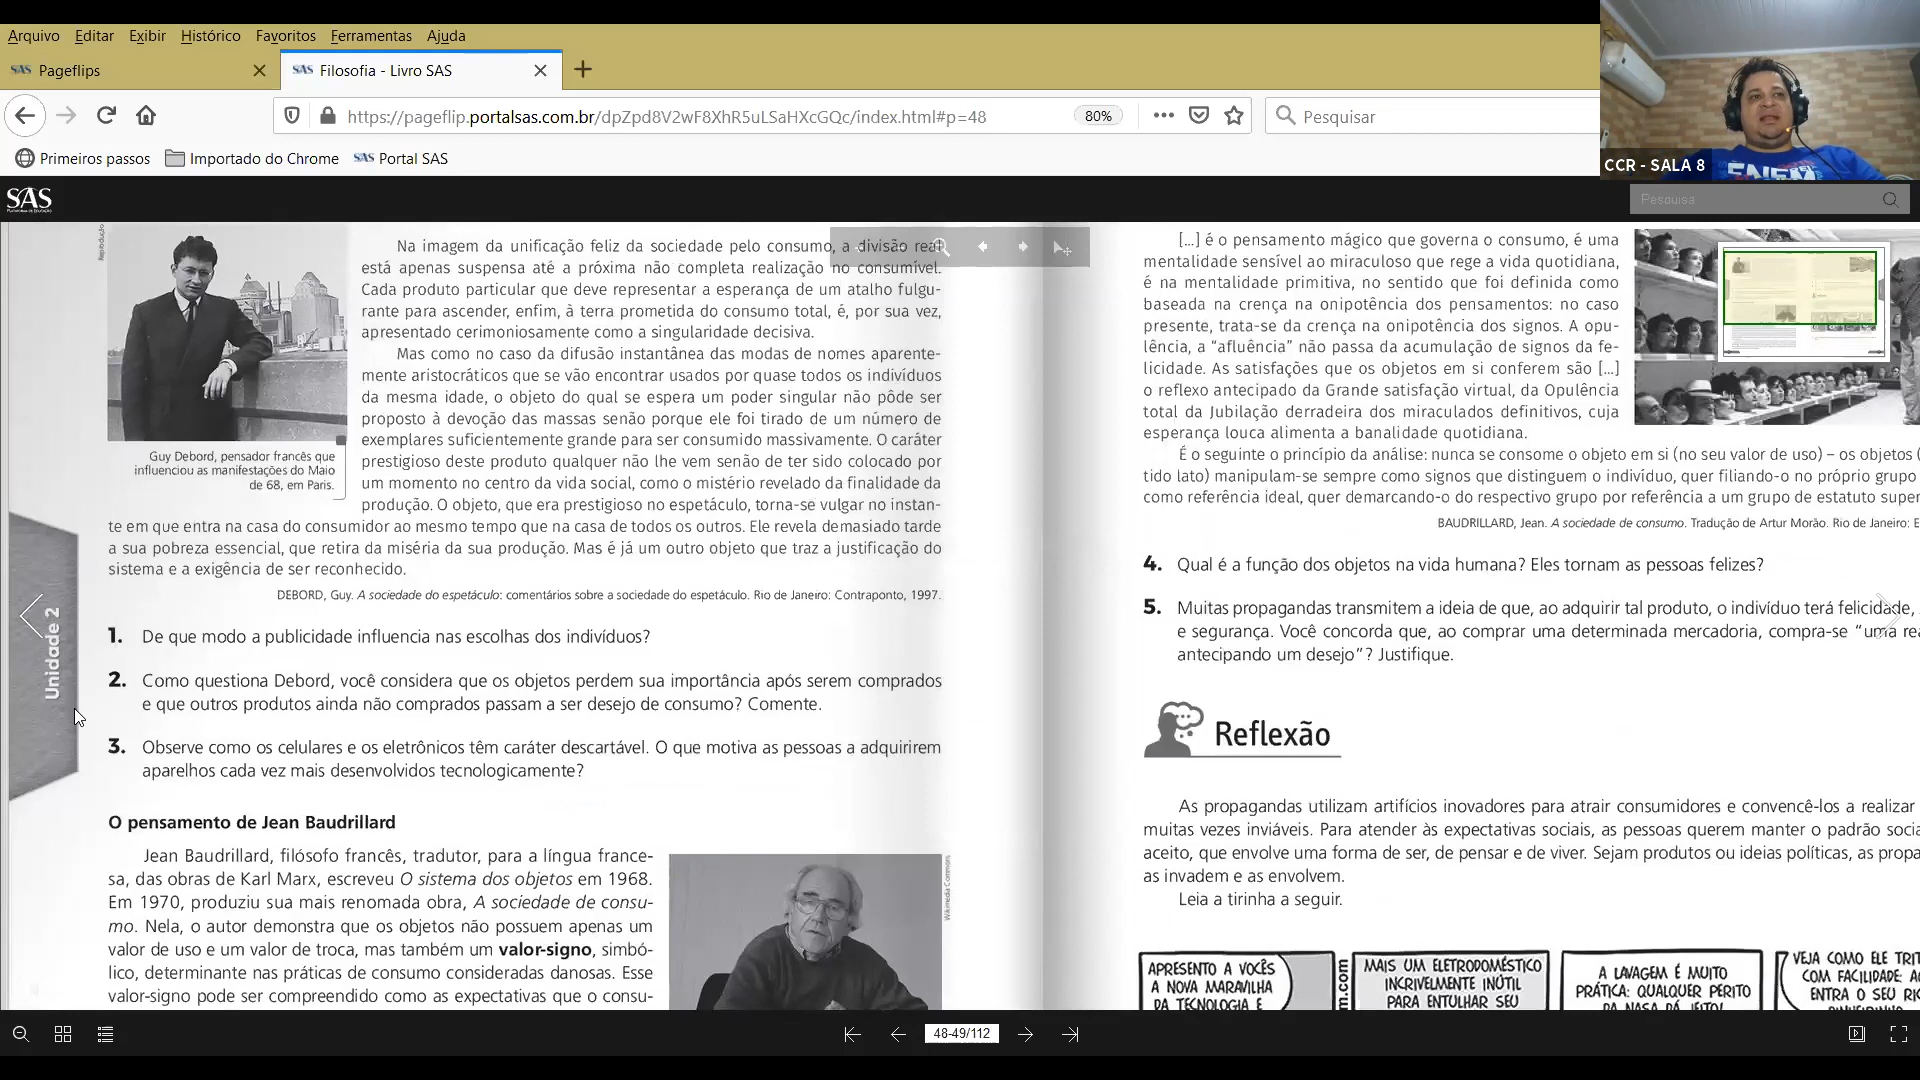 Arquivo Editar Exibir Histórico Favoritos Ferramentas Ajuda
SAS Pageflips
SAS Filosofia - Livro SAS
https://pageflip.portalsas.com.br/dpZpd8V2wF8XhR5uLSaHXcGQc/index.html#p=48
80%
Pesquisar
Primeiros passos Importado do Chrome SAS Portal SAS
CCR - SALA 8
ENEM
SAS
Pesquisa
Reprodução
Na imagem da unificação feliz da sociedade pelo consumo, a divisão real
está apenas suspensa até a próxima não completa realização no consumível.
Cada produto particular que deve representar a esperança de um atalho fulgu-
rante para ascender, enfim, à terra prometida do consumo total, é, por sua vez,
apresentado cerimoniosamente como a singularidade decisiva.
Mas como no caso da difusão instantânea das modas de nomes aparente-
mente aristocráticos que se vão encontrar usados por quase todos os indivíduos
da mesma idade, o objeto do qual se espera um poder singular não pôde ser
proposto à devoção das massas senão porque ele foi tirado de um número de
exemplares suficientemente grande para ser consumido massivamente. O caráter
prestigioso deste produto qualquer não lhe vem senão de ter sido colocado por
um momento no centro da vida social, como o mistério revelado da finalidade da
produção. O objeto, que era prestigioso no espetáculo, torna-se vulgar no instan-
te em que entra na casa do consumidor ao mesmo tempo que na casa de todos os outros. Ele revela demasiado tarde
a sua pobreza essencial, que retira da miséria da sua produção. Mas é já um outro objeto que traz a justificação do
sistema e a exigência de ser reconhecido.
DEBORD, Guy. A sociedade do espetáculo: comentários sobre a sociedade do espetáculo. Rio de Janeiro: Contraponto, 1997.
Guy Debord, pensador francês que
influenciou as manifestações do Maio
de 68, em Paris.
Unidade 2
1. De que modo a publicidade influencia nas escolhas dos indivíduos?
2. Como questiona Debord, você considera que os objetos perdem sua importância após serem comprados
e que outros produtos ainda não comprados passam a ser desejo de consumo? Comente.
3. Observe como os celulares e os eletrônicos têm caráter descartável. O que motiva as pessoas a adquirirem
aparelhos cada vez mais desenvolvidos tecnologicamente?
O pensamento de Jean Baudrillard
Jean Baudrillard, filósofo francês, tradutor, para a língua france-
sa, das obras de Karl Marx, escreveu O sistema dos objetos em 1968.
Em 1970, produziu sua mais renomada obra, A sociedade de consu-
mo. Nela, o autor demonstra que os objetos não possuem apenas um
valor de uso e um valor de troca, mas também um valor-signo, simbó-
lico, determinante nas práticas de consumo consideradas danosas. Esse
valor-signo pode ser compreendido como as expectativas que o consu-
Wikimedia Commons
[...] é o pensamento mágico que governa o consumo, é uma
mentalidade sensível ao miraculoso que rege a vida quotidiana,
é na mentalidade primitiva, no sentido que foi definida como
baseada na crença na onipotência dos pensamentos: no caso
presente, trata-se da crença na onipotência dos signos. A opu-
lência, a “afluência” não passa da acumulação de signos da fe-
licidade. As satisfações que os objetos em si conferem são [...]
o reflexo antecipado da Grande satisfação virtual, da Opulência
total da Jubilação derradeira dos miraculados definitivos, cuja
esperança louca alimenta a banalidade quotidiana.
É o seguinte o princípio da análise: nunca se consome o objeto em si (no seu valor de uso) – os objetos (
tido lato) manipulam-se sempre como signos que distinguem o indivíduo, quer filiando-o no próprio grupo
como referência ideal, quer demarcando-o do respectivo grupo por referência a um grupo de estatuto super
BAUDRILLARD, Jean. A sociedade de consumo. Tradução de Artur Morão. Rio de Janeiro: E
4. Qual é a função dos objetos na vida humana? Eles tornam as pessoas felizes?
5. Muitas propagandas transmitem a ideia de que, ao adquirir tal produto, o indivíduo terá felicidade,
e segurança. Você concorda que, ao comprar uma determinada mercadoria, compra-se “uma rea
antecipando um desejo”? Justifique.
Reflexão
As propagandas utilizam artifícios inovadores para atrair consumidores e convencê-los a realizar
muitas vezes inviáveis. Para atender às expectativas sociais, as pessoas querem manter o padrão socia
aceito, que envolve uma forma de ser, de pensar e de viver. Sejam produtos ou ideias políticas, as propa
as invadem e as envolvem.
Leia a tirinha a seguir.
APRESENTO A VOCÊS
A NOVA MARAVILHA
DA TECNOLOGIA E
m.com
MAIS UM ELETRODOMÉSTICO
INCRIVELMENTE INÚTIL
PARA ENTULHAR SEU
A LAVAGEM É MUITO
PRÁTICA: QUALQUER PERITO
DA NASA DÁ JEITO!
VEJA COMO ELE TRIT
COM FACILIDADE: AC
ENTRA O SEU RIC
48-49/112